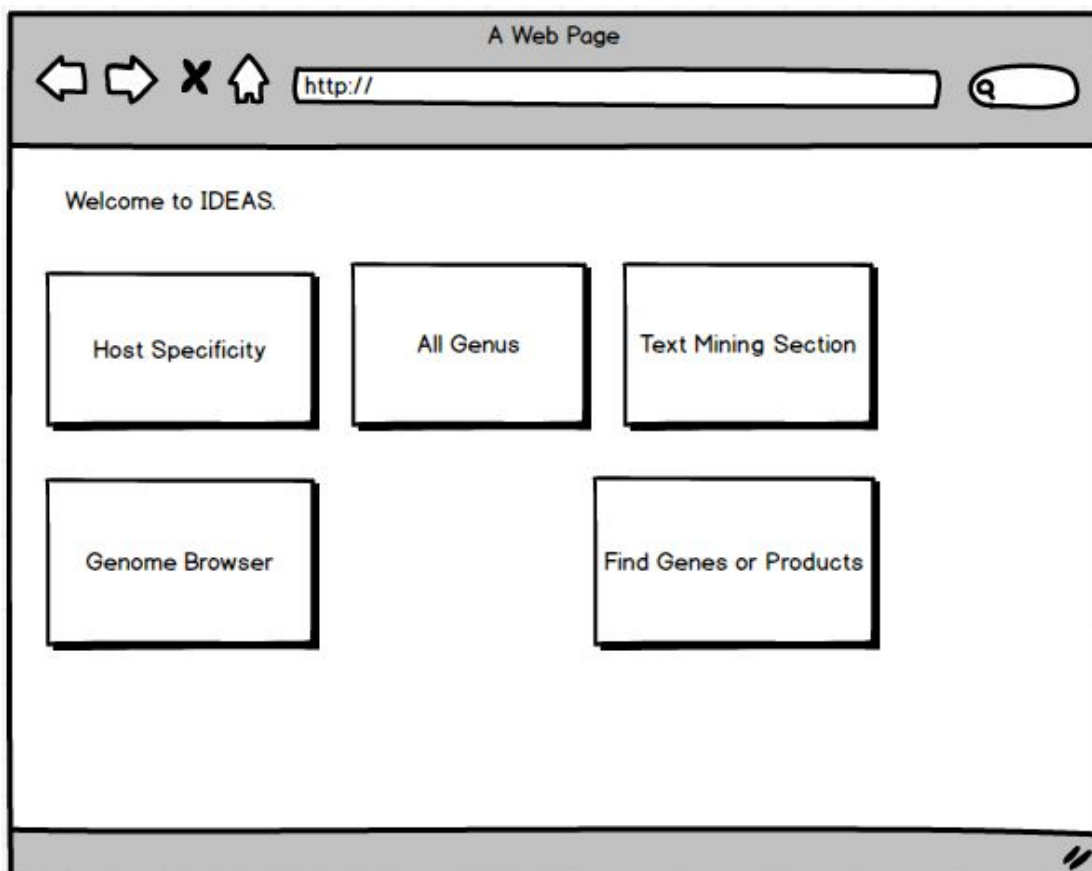 A Web Page
http://
Welcome to IDEAS.
Host Specificity
All Genus
Text Mining Section
Genome Browser
Find Genes or Products